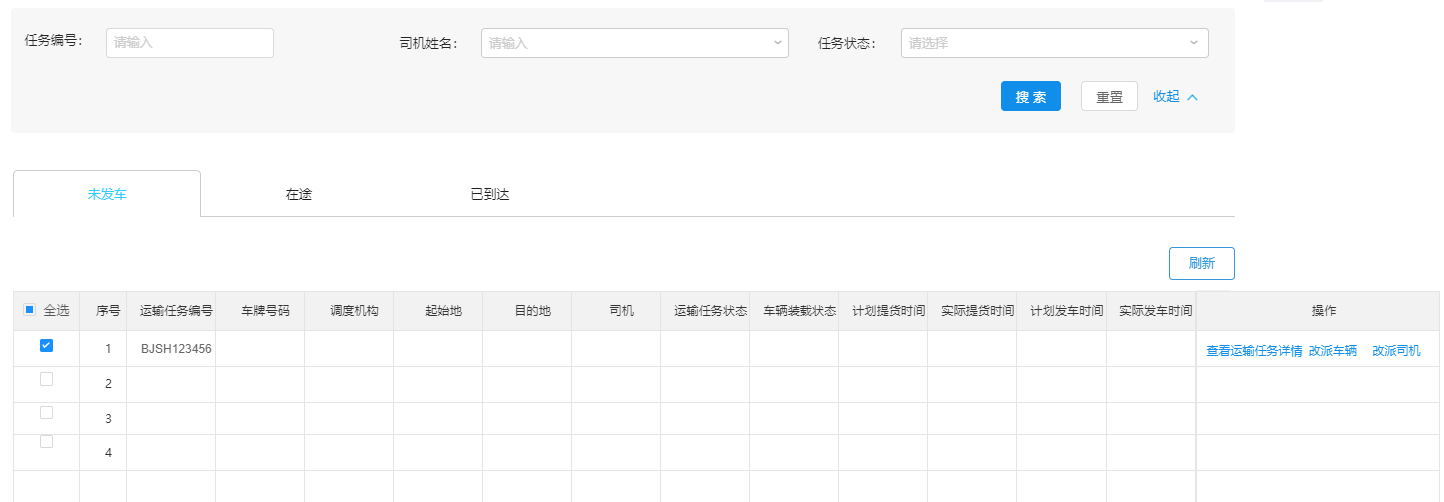 任务编号： 请输入 司机姓名： 请输入 任务状态： 请选择
搜 索 重置 收起
未发车 在途 已到达
刷新
全选 序号 运输任务编号 车牌号码 调度机构 起始地 目的地 司机 运输任务状态 车辆装载状态 计划提货时间 实际提货时间 计划发车时间 实际发车时间 操作
1 BJSH123456 查看运输任务详情 改派车辆 改派司机
2
3
4